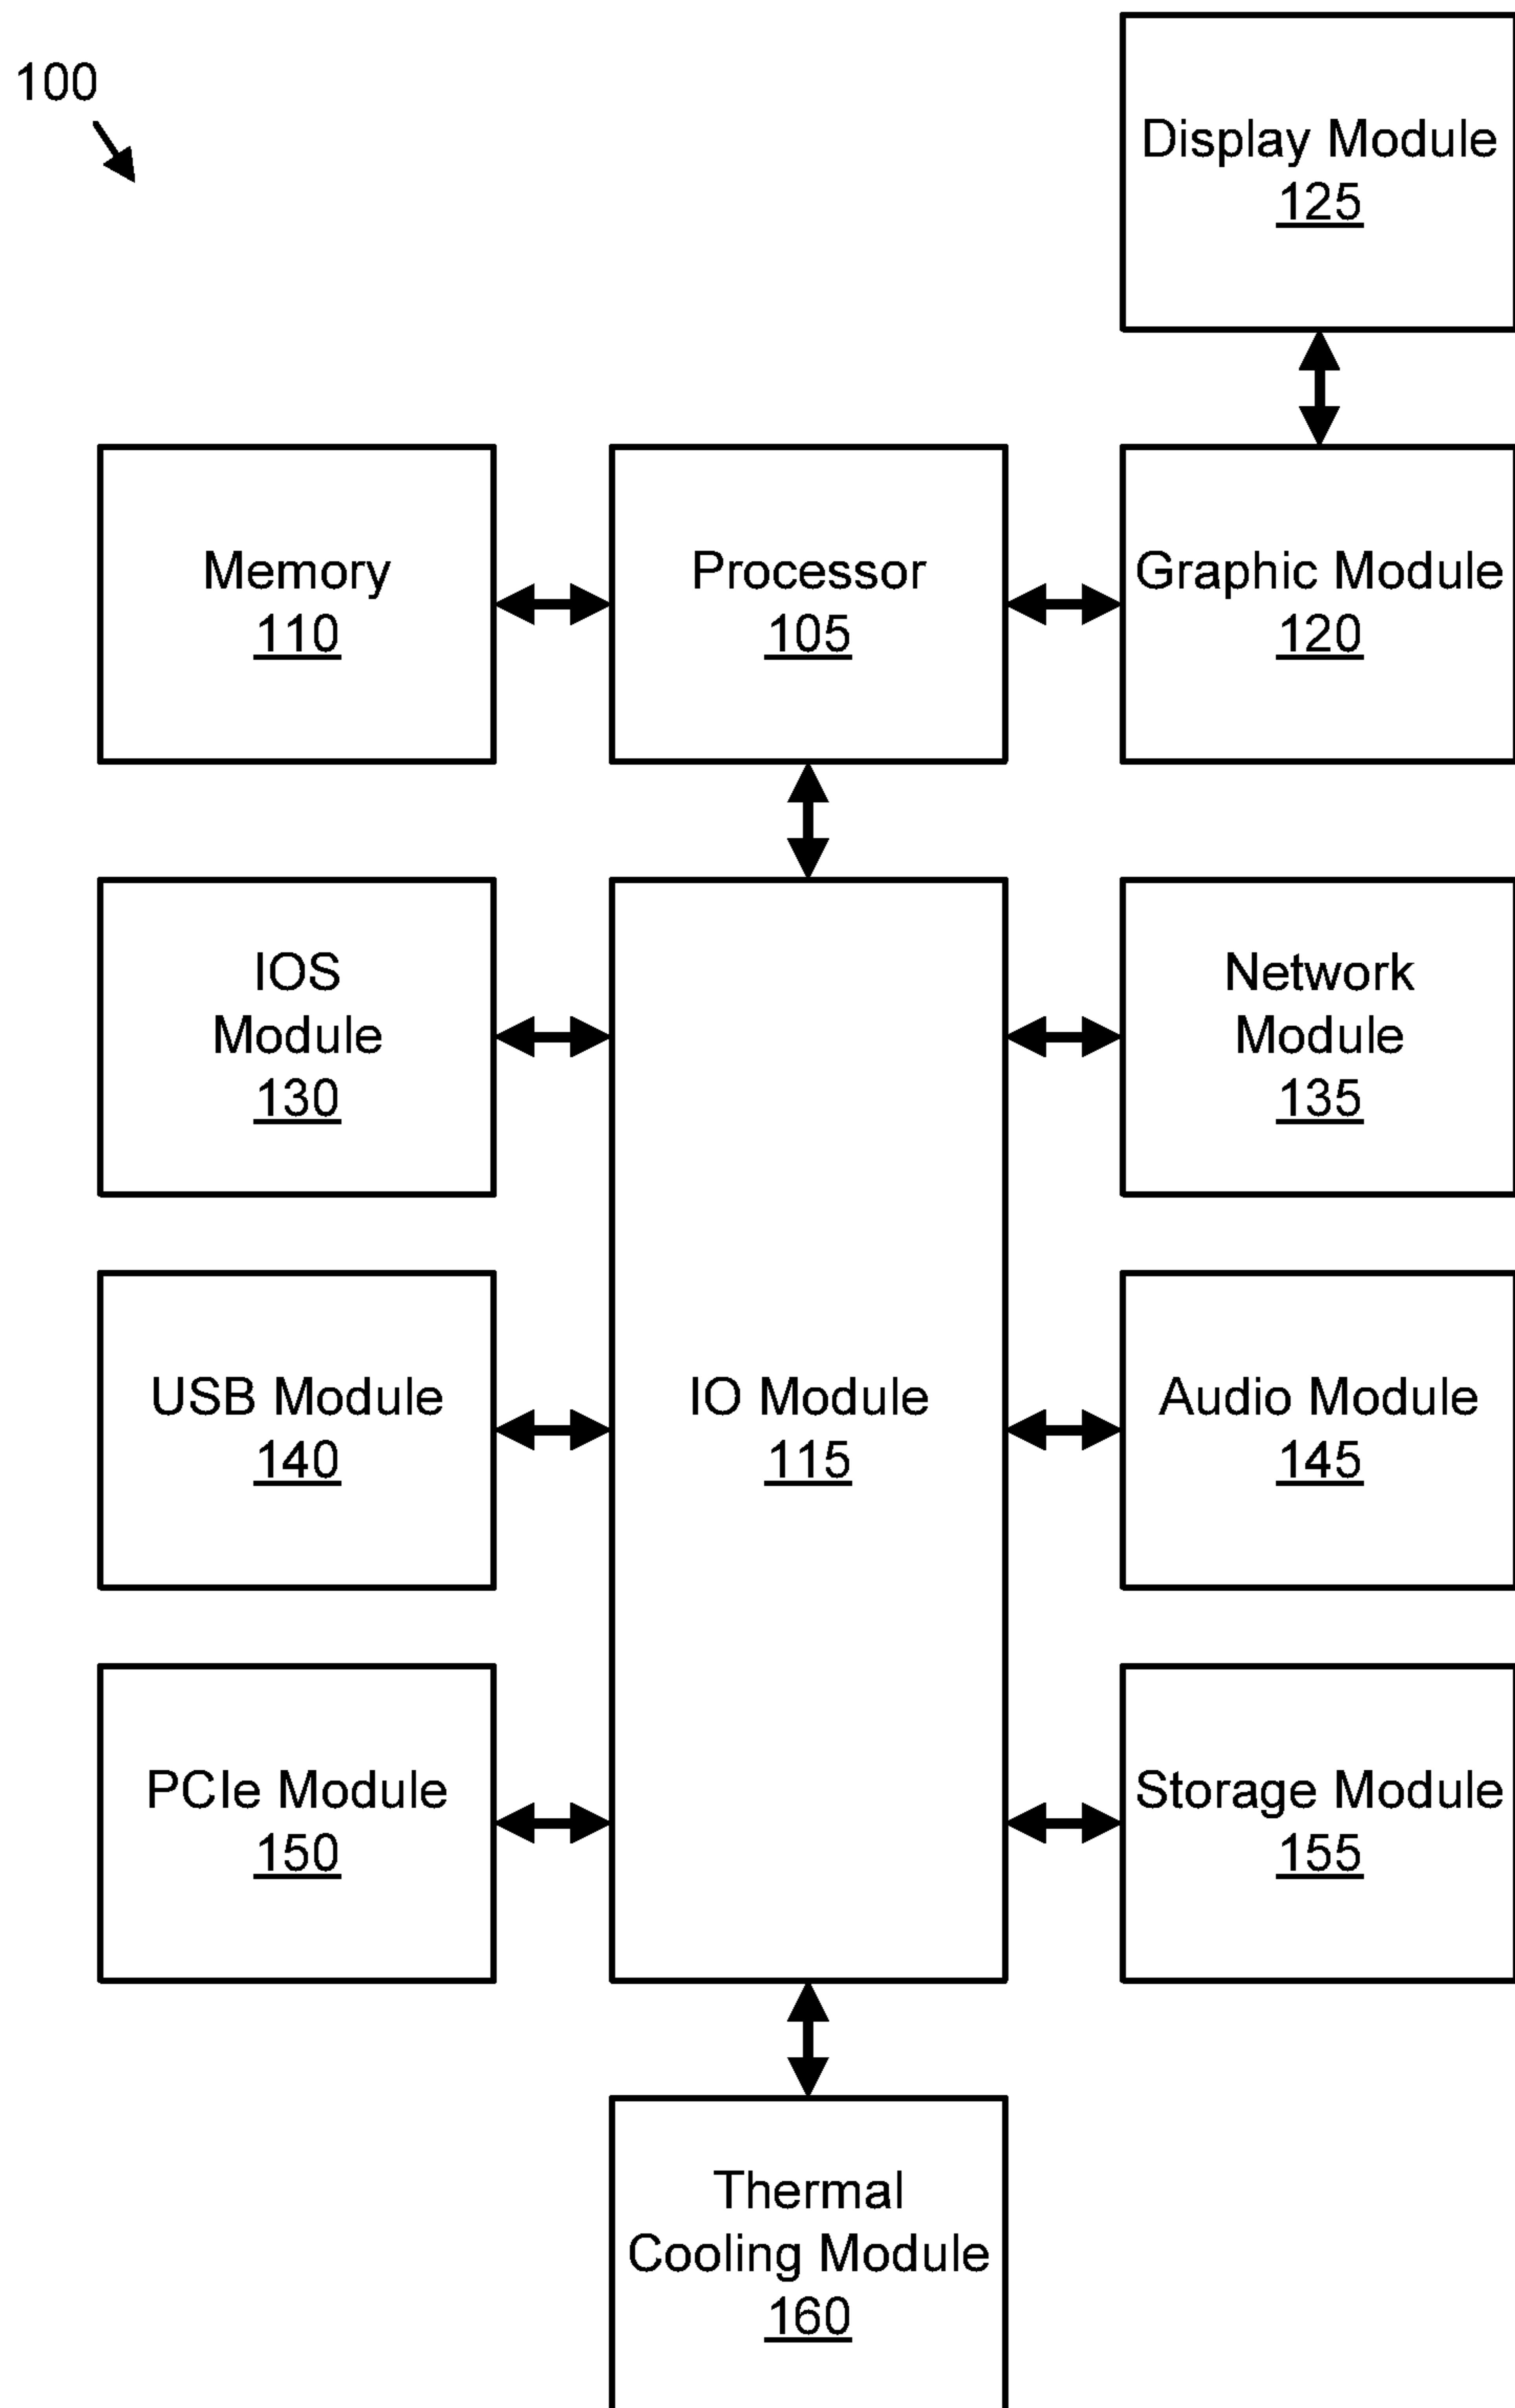 100
Display Module
125
Memory
110
Processor
105
Graphic Module
120
IOS
Module
130
Network
Module
135
USB Module
140
IO Module
115
Audio Module
145
PCIe Module
150
Storage Module
155
Thermal
Cooling Module
160